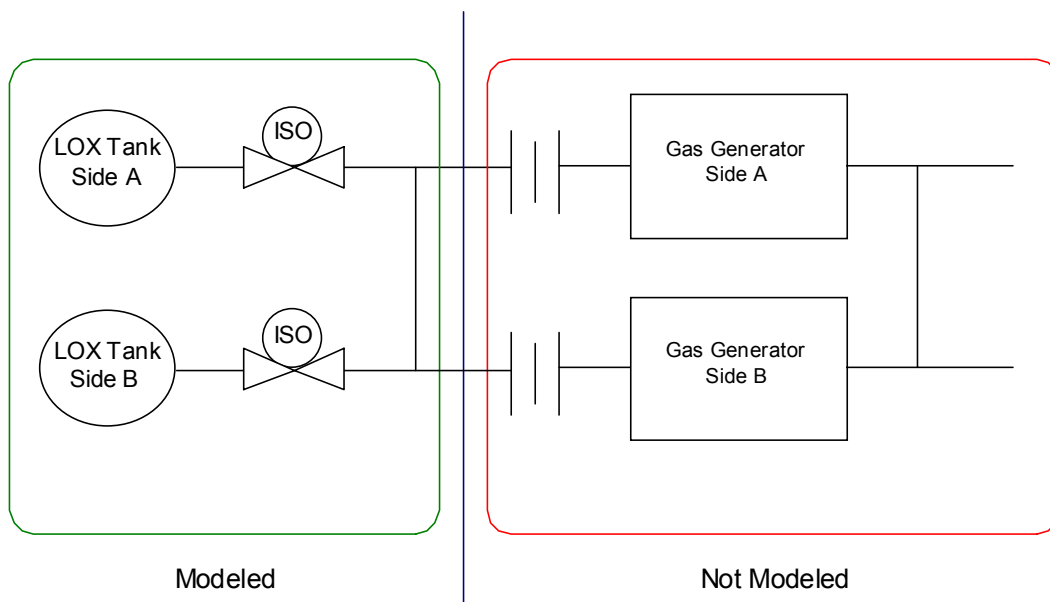 LOX Tank
Side A
ISO
Gas Generator
Side A
LOX Tank
Side B
ISO
Gas Generator
Side B
Modeled
Not Modeled